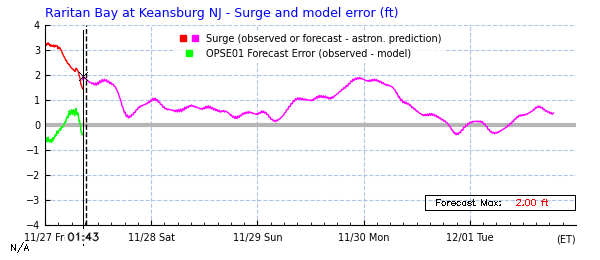 Raritan Bay at Keansburg NJ - Surge and model error (ft)
Surge (observed or forecast - astron. prediction)
OPSE01 Forecast Error (observed - model)
4
3
2
1
0
−1
−2
−3
−4
Forecast Max: 2.00 ft
11/27 Fri 01:43 11/28 Sat 11/29 Sun 11/30 Mon 12/01 Tue (ET)
N/A